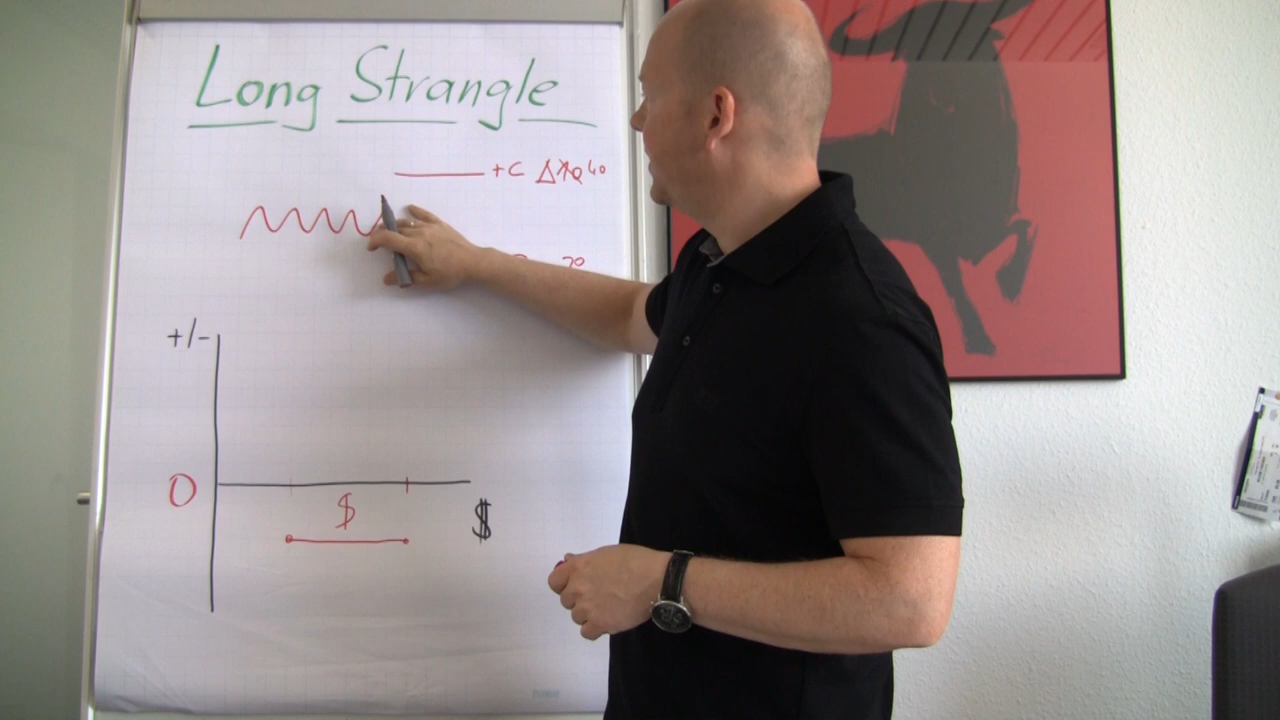 Long Strangle
+C Δ 40
+/-
0
$
$